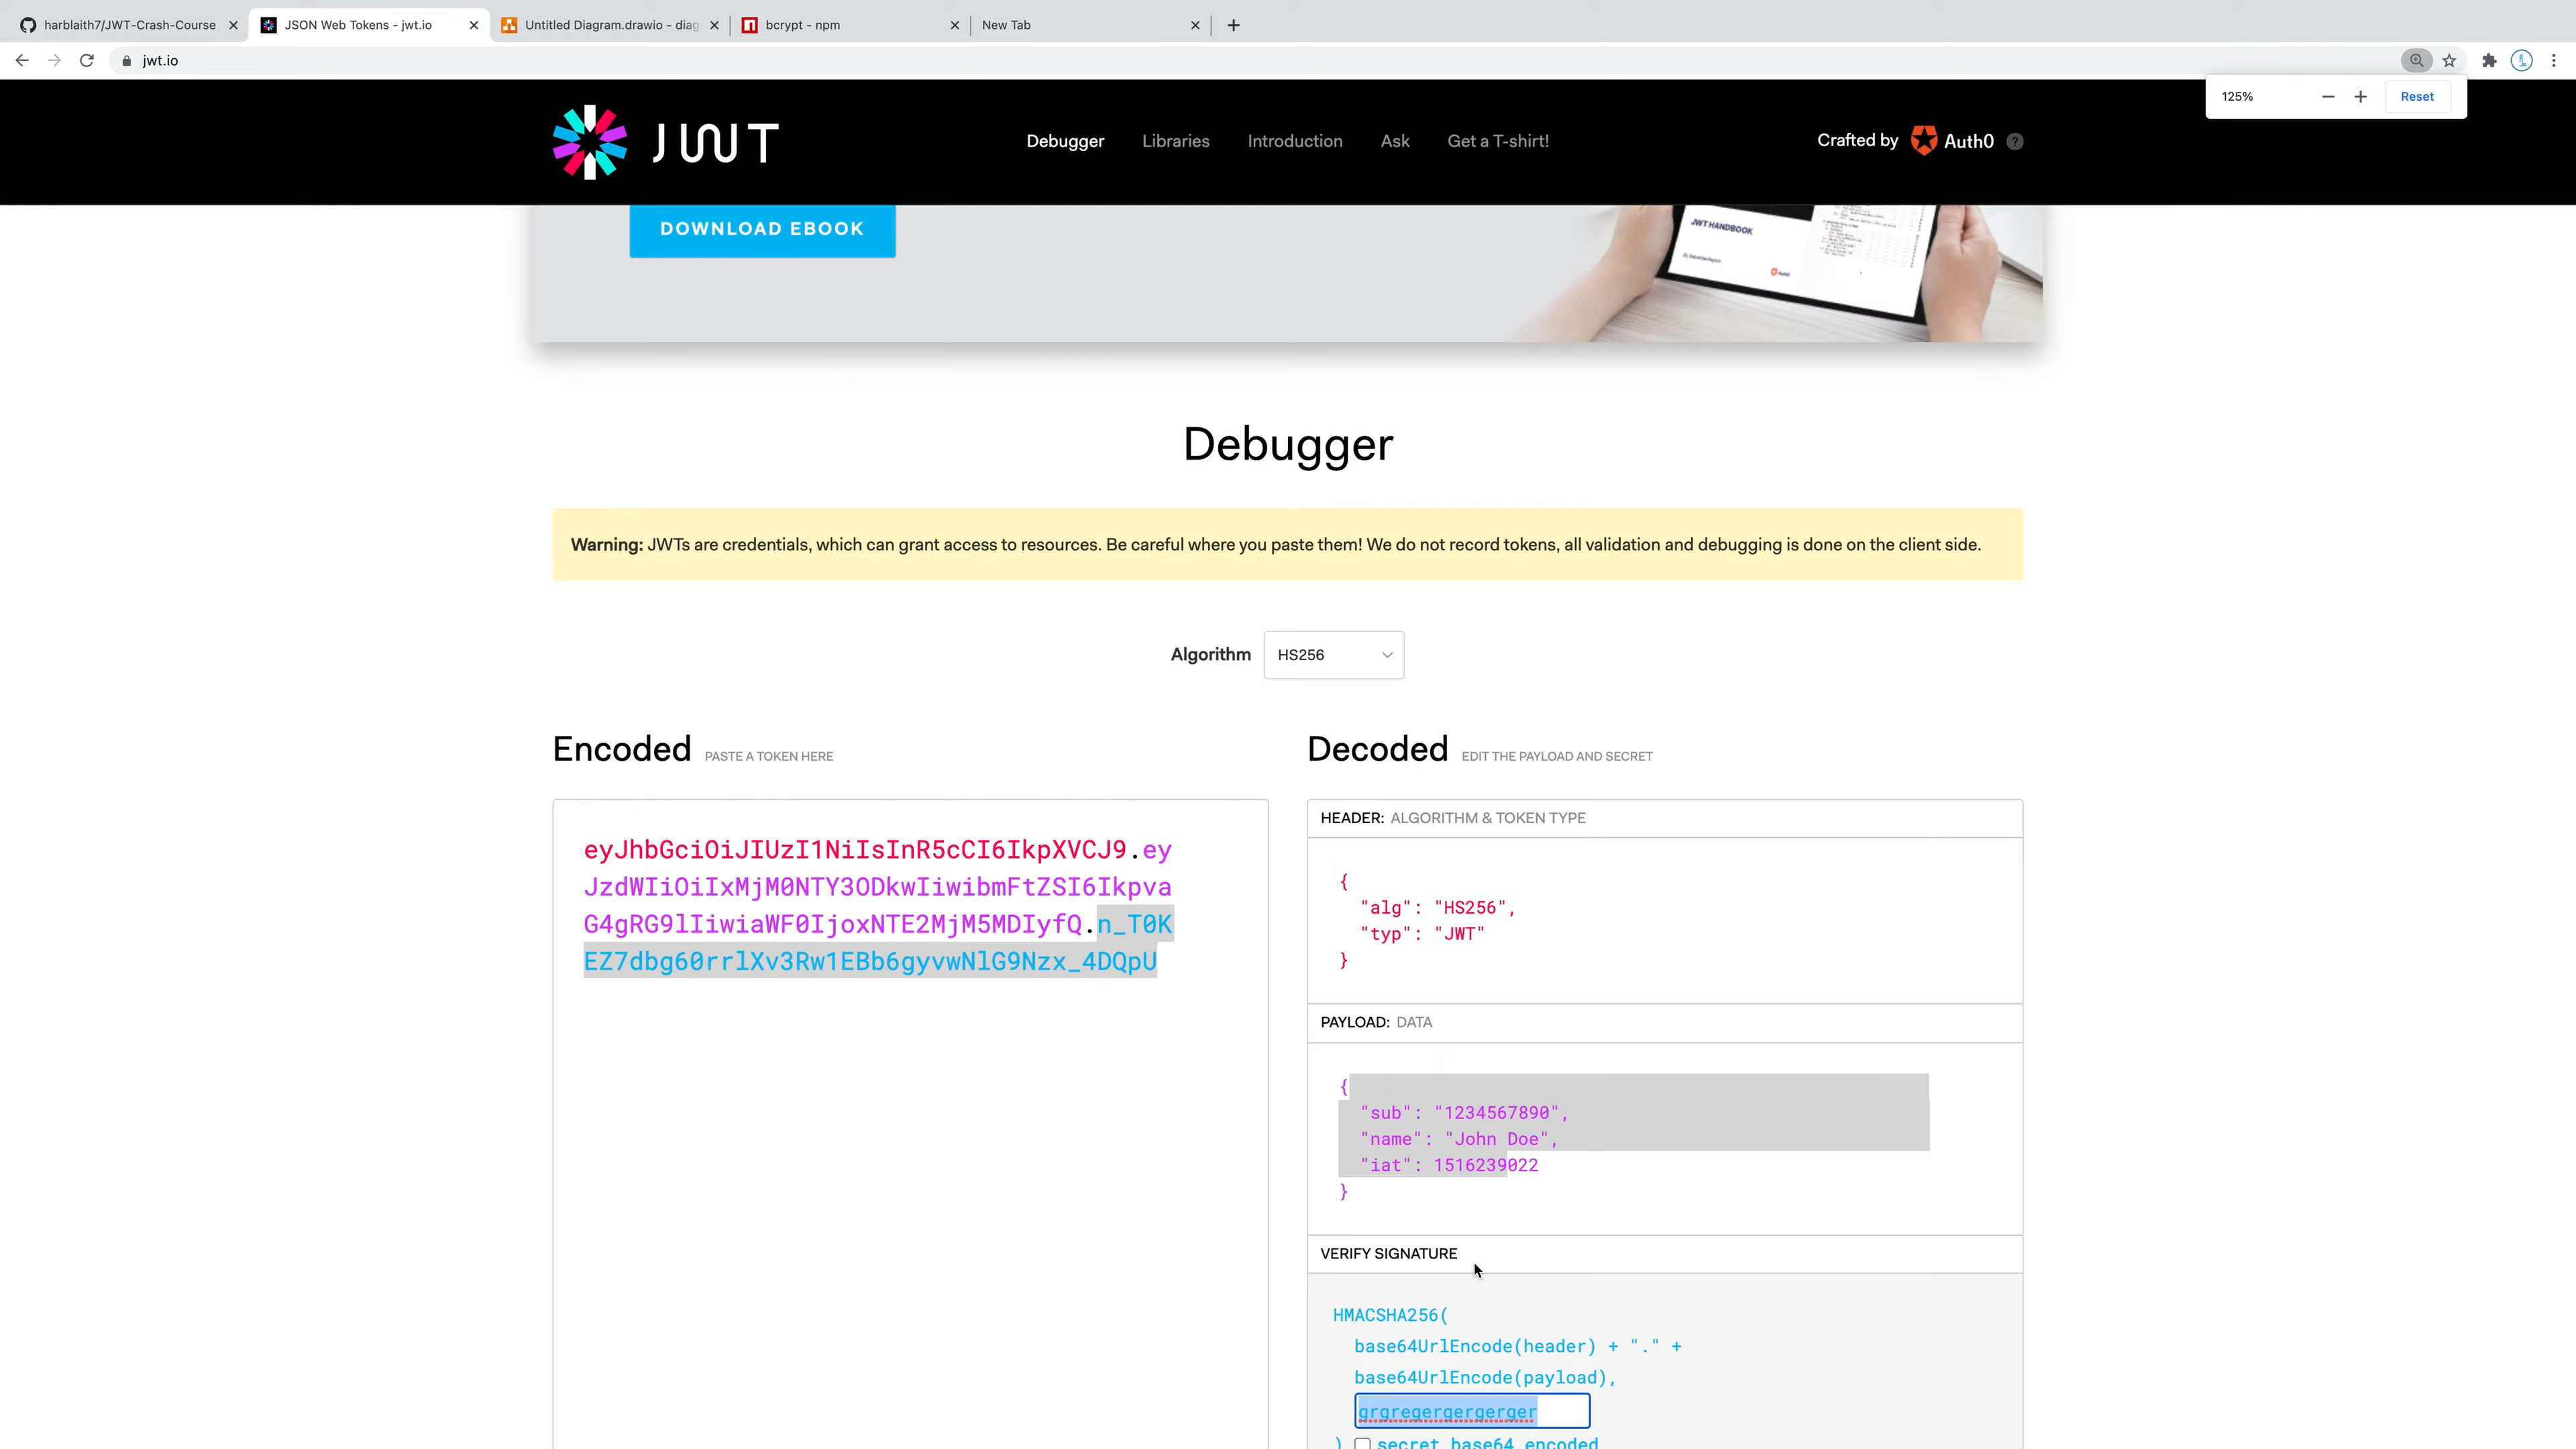 harblaith7/JWT-Crash-Course
JSON Web Tokens - jwt.io
Untitled Diagram.drawio - diag
bcrypt - npm
New Tab
jwt.io
125%
Reset
JWT
Debugger
Libraries
Introduction
Ask
Get a T-shirt!
Crafted by
Auth0
DOWNLOAD EBOOK
JWT HANDBOOK
Debugger
Warning: JWTs are credentials, which can grant access to resources. Be careful where you paste them! We do not record tokens, all validation and debugging is done on the client side.
Algorithm HS256
Encoded PASTE A TOKEN HERE
eyJhbGciOiJIUzI1NiIsInR5cCI6IkpXVCJ9.ey
JzdWIiOiIxMjM0NTY3ODkwIiwibmFtZSI6Ikpva
G4gRG9lIiwiaWF0IjoxNTE2MjM5MDIyfQ.n_T0K
EZ7dbg60rrlXv3Rw1EBb6gyvwNlG9Nzx_4DQpU
Decoded EDIT THE PAYLOAD AND SECRET
HEADER: ALGORITHM & TOKEN TYPE
{
"alg": "HS256",
"typ": "JWT"
}
PAYLOAD: DATA
{
"sub": "1234567890",
"name": "John Doe",
"iat": 1516239022
}
VERIFY SIGNATURE
HMACSHA256(
base64UrlEncode(header) + "." +
base64UrlEncode(payload),
grgregergergerger
) secret base64 encoded